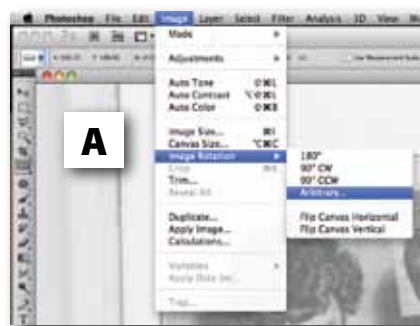 Photoshop File Edit Image Layer Select Filter Analysis 3D View
Mode
Adjustments
Auto Tone ⇧⌘L
Auto Contrast ⌥⇧⌘L
Auto Color ⇧⌘B
Image Size... ⌘I
Canvas Size... ⌥⌘C
Image Rotation
Crop
Trim...
Reveal All
Duplicate...
Apply Image...
Calculations...
Variables
Apply Data Set...
Trap...
180°
90° CW
90° CCW
Arbitrary...
Flip Canvas Horizontal
Flip Canvas Vertical
A